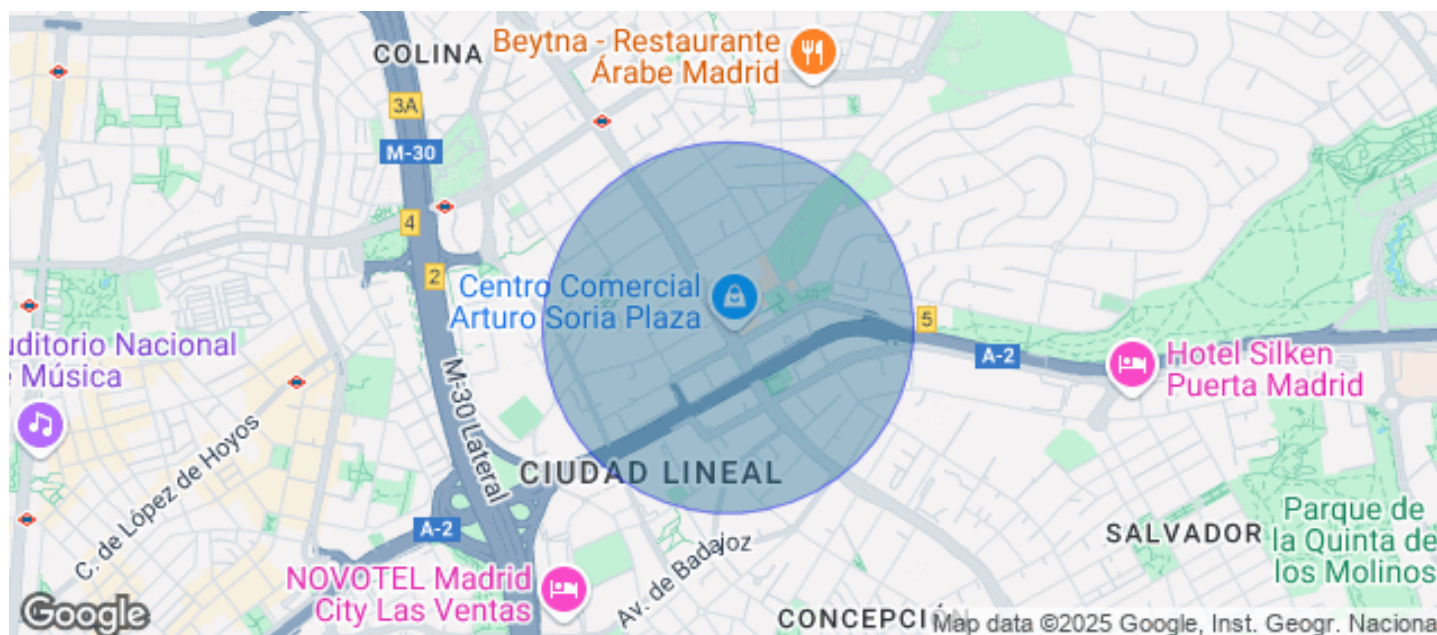 COLINA
Beytna - Restaurante
Árabe Madrid
3A
M-30
4
2
Centro Comercial
Arturo Soria Plaza
5
A-2
Hotel Silken
Puerta Madrid
uditorio Nacional
Música
M-30 Lateral
C. de López de Hoyos
CIUDAD LINEAL
A-2
SALVADOR
Parque de
la Quinta de
los Molinos
NOVOTEL Madrid
City Las Ventas
Av. de Badajoz
CONCEPCIÓN
Google
Map data ©2025 Google, Inst. Geogr. Naciona